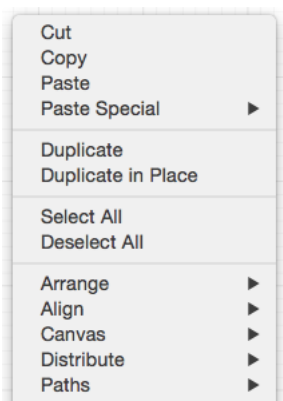 Cut
Copy
Paste
Paste Special
Duplicate
Duplicate in Place
Select All
Deselect All
Arrange
Align
Canvas
Distribute
Paths